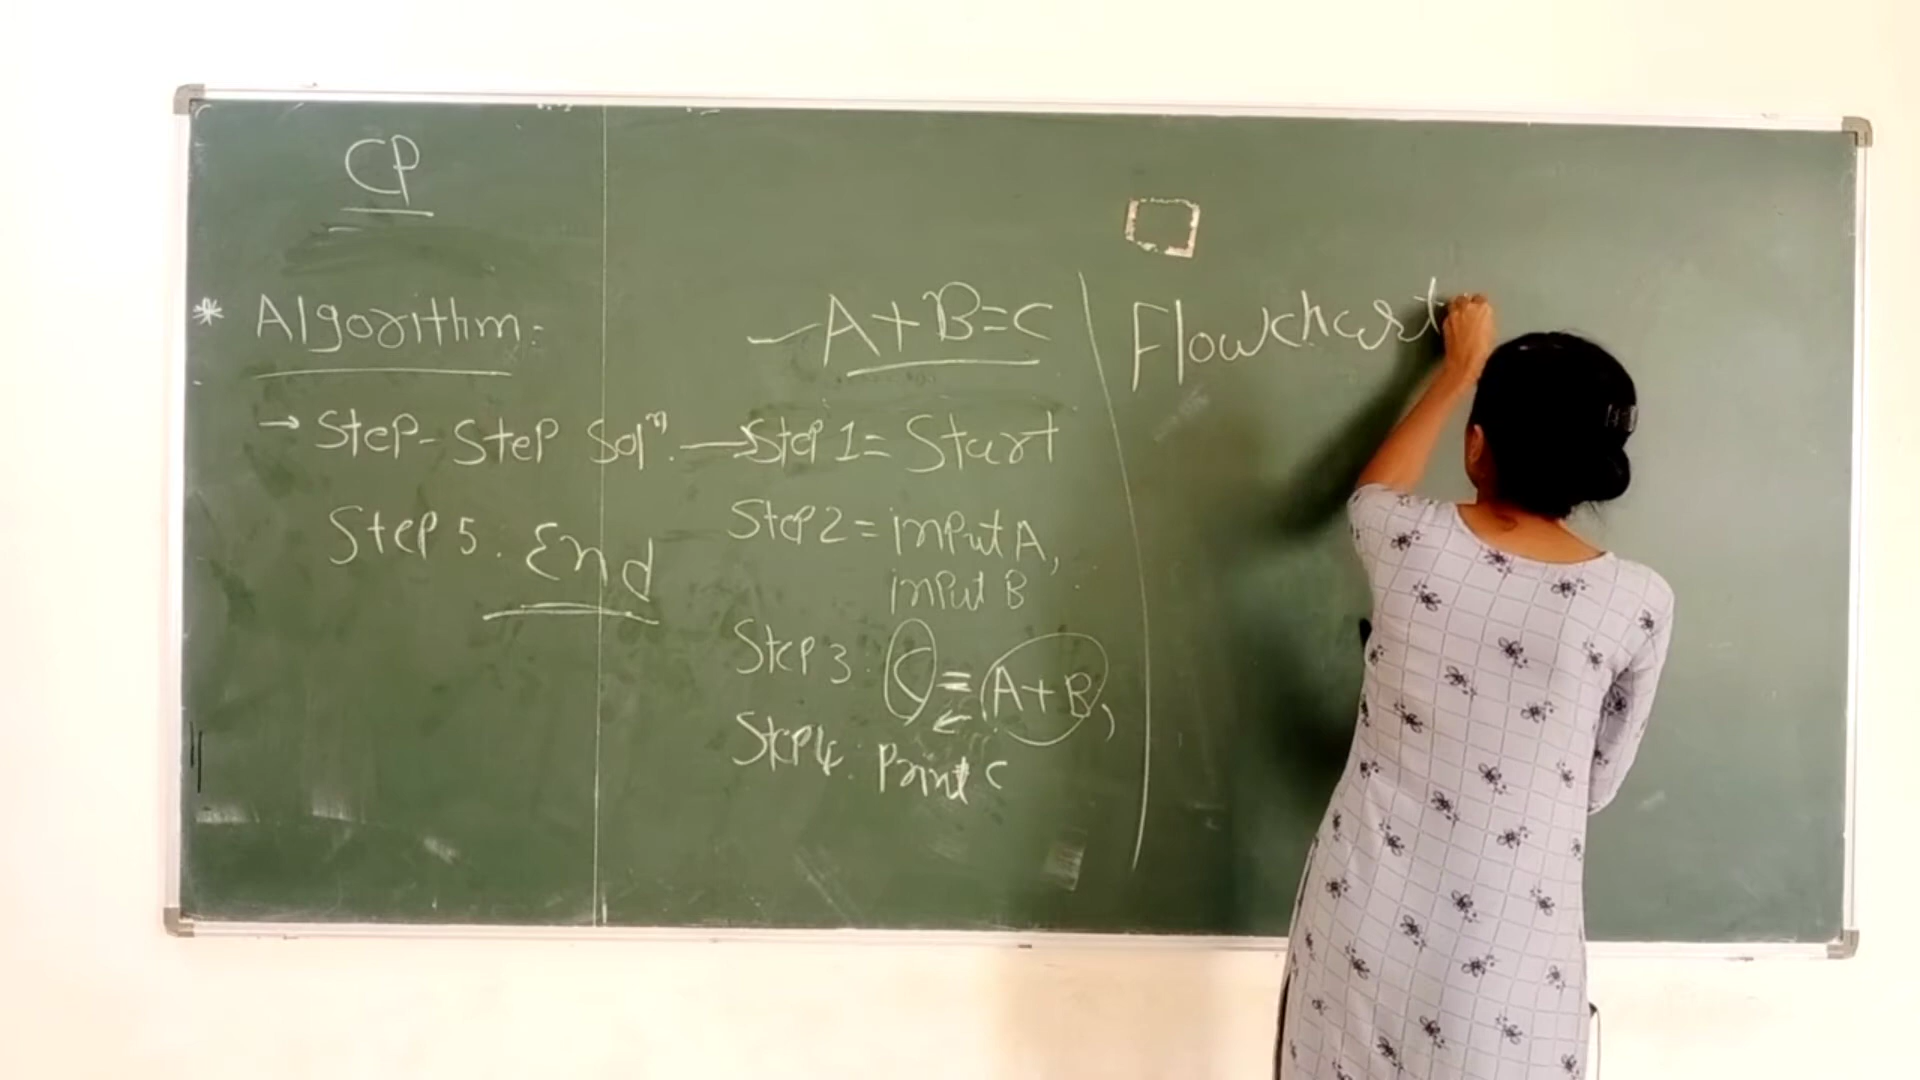 CP
* Algorithm:
→ Step-Step Solⁿ.
Step 5. End
A+B=C
Step 1= Start
Step 2= input A,
input B
Step 3. C = A+B,
Step 4. Print C
Flowchart